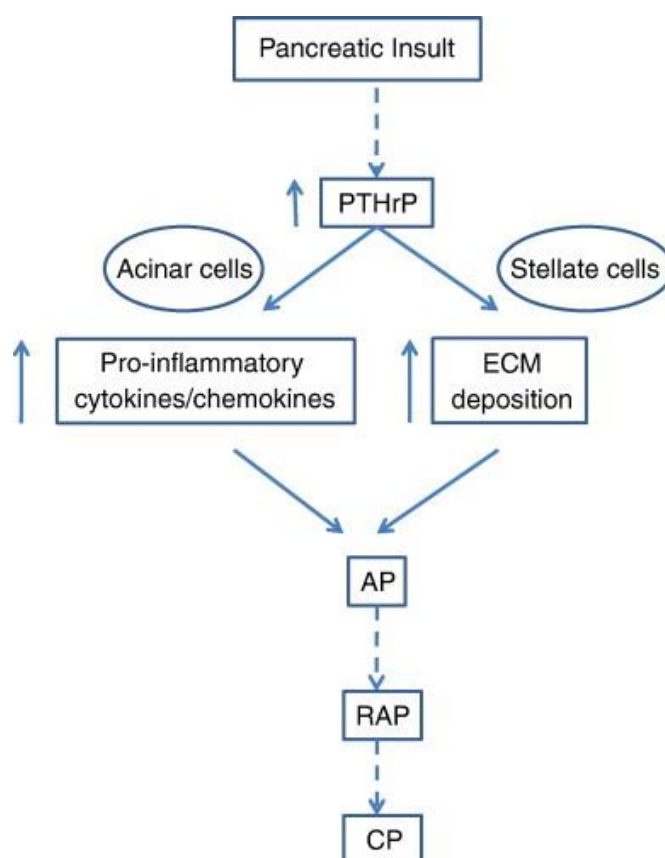 Pancreatic Insult
PTHrP
Acinar cells
Stellate cells
Pro-inflammatory
cytokines/chemokines
ECM
deposition
AP
RAP
CP